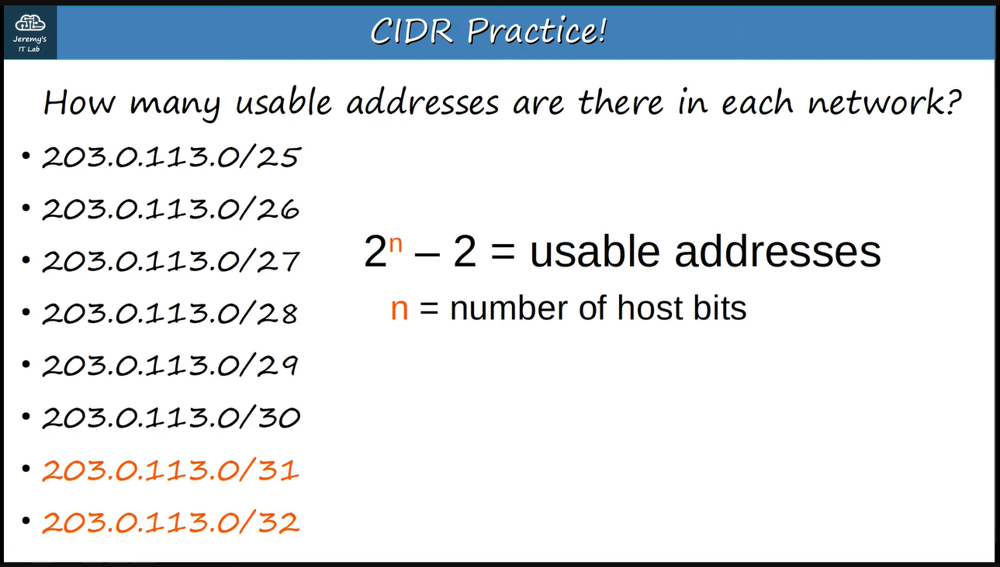 Jeremy's
IT Lab
CIDR Practice!
How many usable addresses are there in each network?
• 203.0.113.0/25
• 203.0.113.0/26
• 203.0.113.0/27
• 203.0.113.0/28
• 203.0.113.0/29
• 203.0.113.0/30
• 203.0.113.0/31
• 203.0.113.0/32
2ⁿ – 2 = usable addresses
n = number of host bits